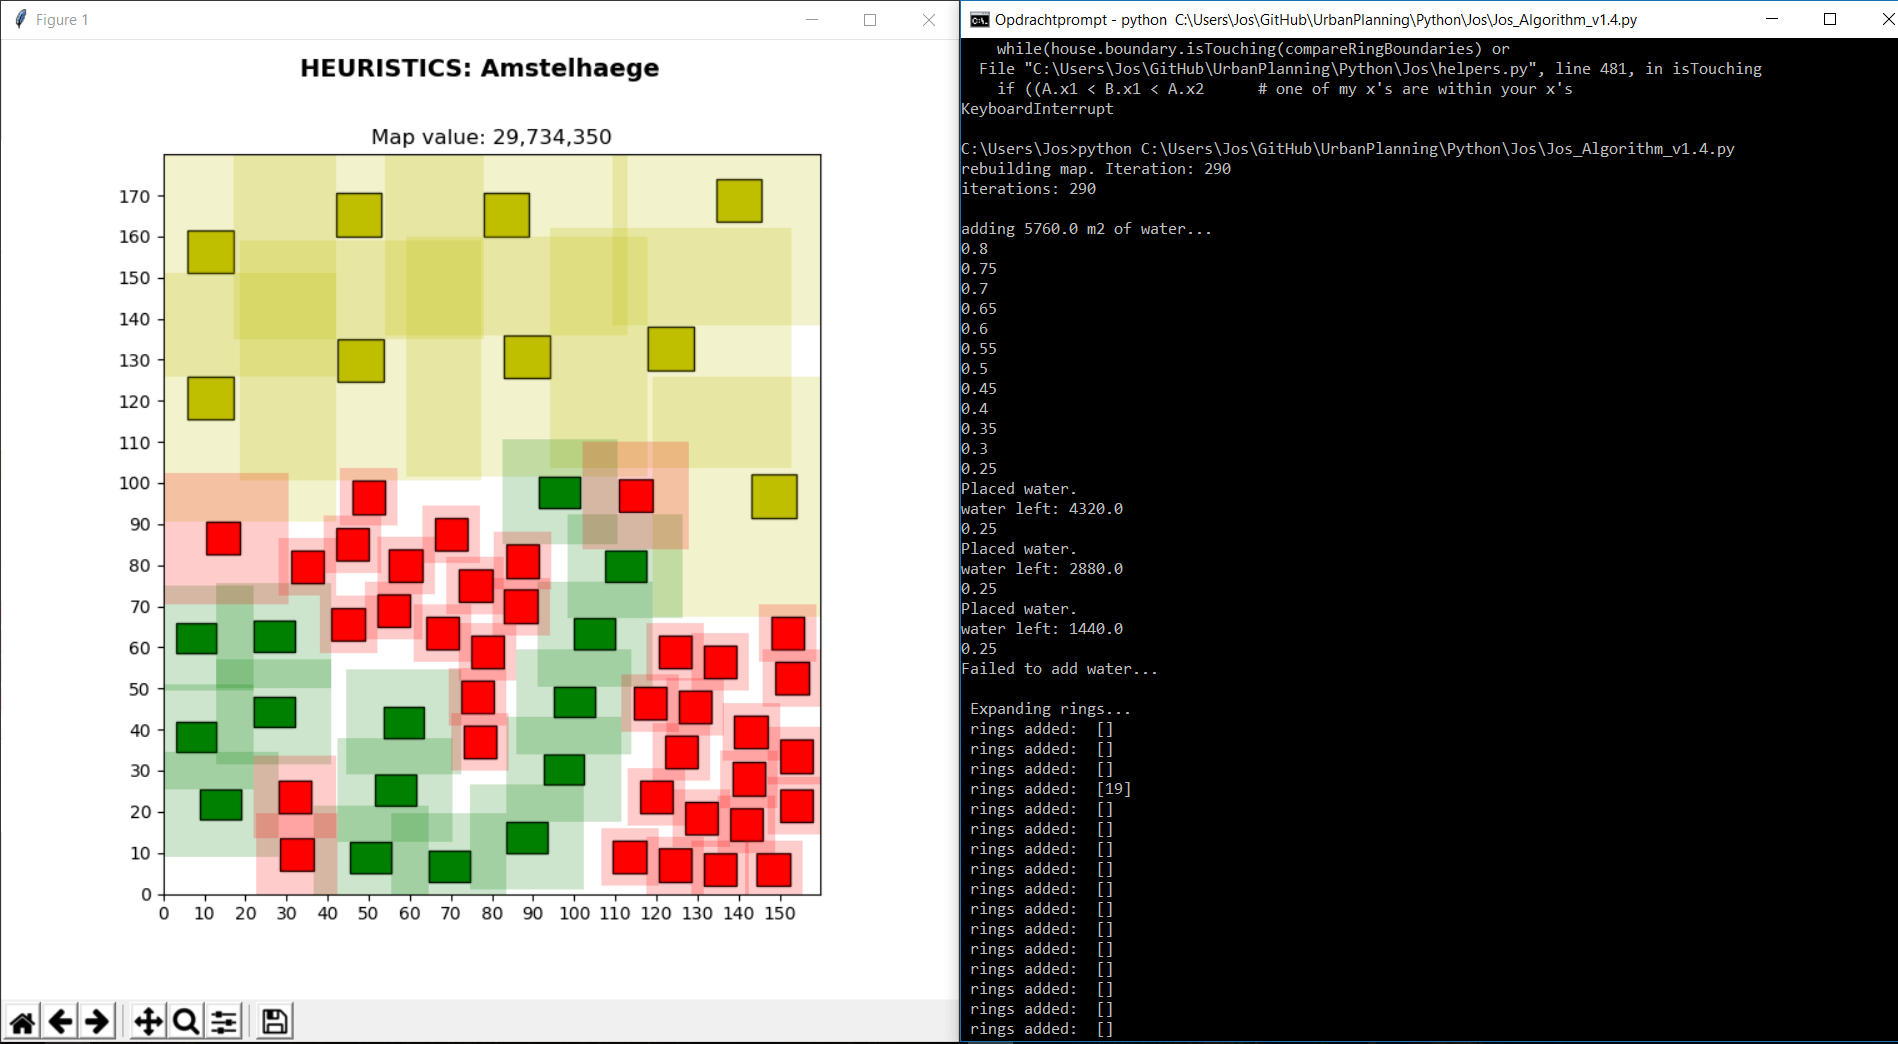 Figure 1
HEURISTICS: Amstelhaege
Map value: 29,734,350
170
160
150
140
130
120
110
100
90
80
70
60
50
40
30
20
10
0
0 10 20 30 40 50 60 70 80 90 100 110 120 130 140 150
Opdrachtprompt - python C:\Users\Jos\GitHub\UrbanPlanning\Python\Jos\Jos_Algorithm_v1.4.py
while(house.boundary.isTouching(compareRingBoundaries) or
File "C:\Users\Jos\GitHub\UrbanPlanning\Python\Jos\helpers.py", line 481, in isTouching
if ((A.x1 < B.x1 < A.x2 # one of my x's are within your x's
KeyboardInterrupt
C:\Users\Jos>python C:\Users\Jos\GitHub\UrbanPlanning\Python\Jos\Jos_Algorithm_v1.4.py
rebuilding map. Iteration: 290
iterations: 290
adding 5760.0 m2 of water...
0.8
0.75
0.7
0.65
0.6
0.55
0.5
0.45
0.4
0.35
0.3
0.25
Placed water.
water left: 4320.0
0.25
Placed water.
water left: 2880.0
0.25
Placed water.
water left: 1440.0
0.25
Failed to add water...
Expanding rings...
rings added: []
rings added: []
rings added: []
rings added: [19]
rings added: []
rings added: []
rings added: []
rings added: []
rings added: []
rings added: []
rings added: []
rings added: []
rings added: []
rings added: []
rings added: []
rings added: []